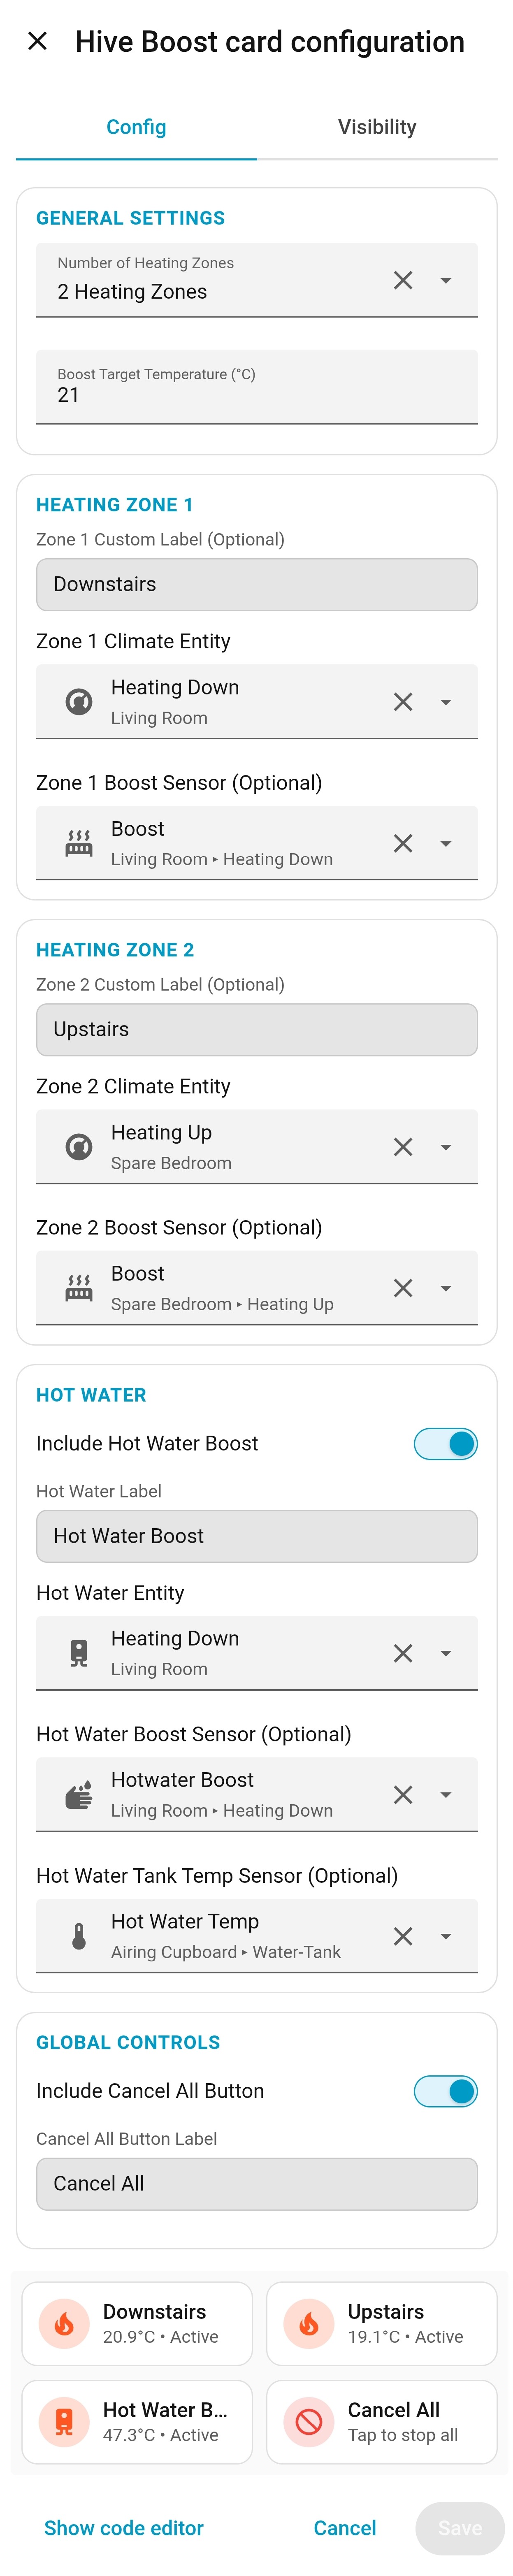 Hive Boost card configuration
Config
Visibility
GENERAL SETTINGS
Number of Heating Zones
2 Heating Zones
Boost Target Temperature (°C)
21
HEATING ZONE 1
Zone 1 Custom Label (Optional)
Downstairs
Zone 1 Climate Entity
Heating Down
Living Room
Zone 1 Boost Sensor (Optional)
Boost
Living Room ▸ Heating Down
HEATING ZONE 2
Zone 2 Custom Label (Optional)
Upstairs
Zone 2 Climate Entity
Heating Up
Spare Bedroom
Zone 2 Boost Sensor (Optional)
Boost
Spare Bedroom ▸ Heating Up
HOT WATER
Include Hot Water Boost
Hot Water Label
Hot Water Boost
Hot Water Entity
Heating Down
Living Room
Hot Water Boost Sensor (Optional)
Hotwater Boost
Living Room ▸ Heating Down
Hot Water Tank Temp Sensor (Optional)
Hot Water Temp
Airing Cupboard ▸ Water-Tank
GLOBAL CONTROLS
Include Cancel All Button
Cancel All Button Label
Cancel All
Downstairs
20.9°C • Active
Upstairs
19.1°C • Active
Hot Water B...
47.3°C • Active
Cancel All
Tap to stop all
Show code editor
Cancel
Save